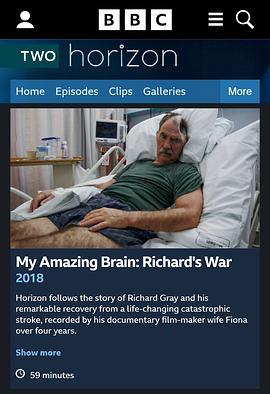 BBC
TWO horizon
Home Episodes Clips Galleries More
My Amazing Brain: Richard's War
2018
Horizon follows the story of Richard Gray and his
remarkable recovery from a life-changing catastrophic
stroke, recorded by his documentary film-maker wife Fiona
over four years.
Show more
59 minutes